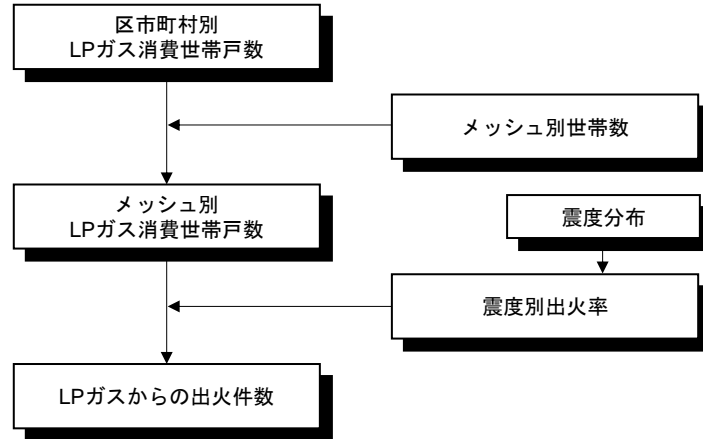 区市町村別
LPガス消費世帯戸数
メッシュ別世帯数
メッシュ別
LPガス消費世帯戸数
震度分布
震度別出火率
LPガスからの出火件数